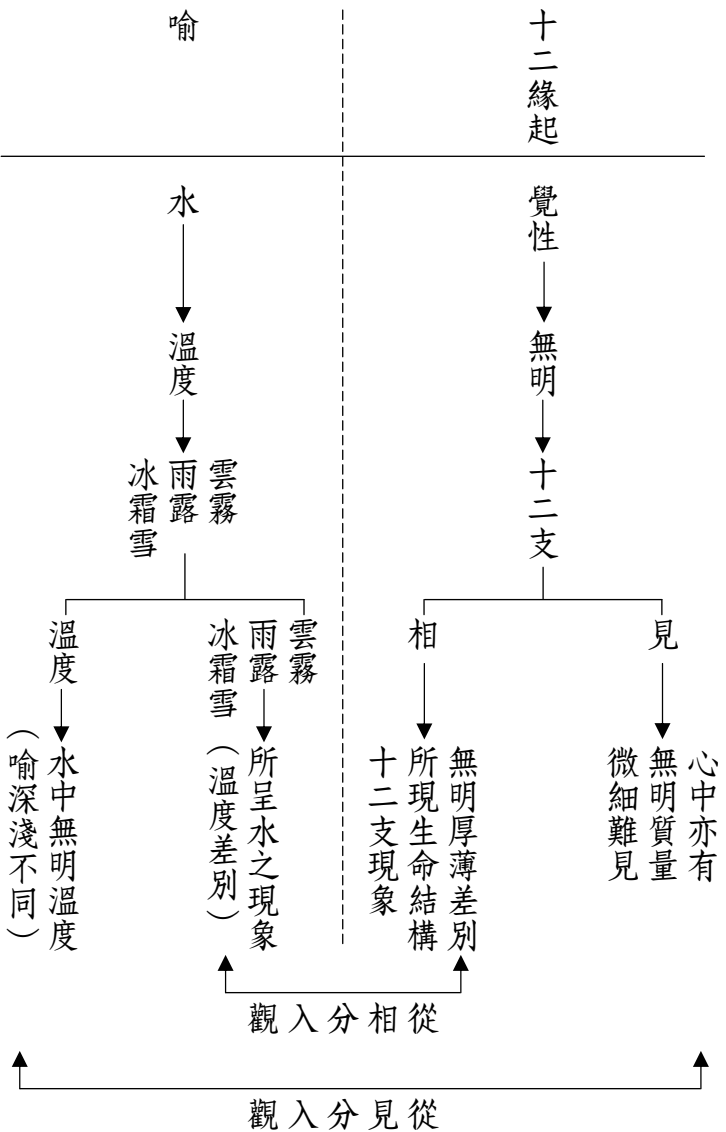 十二緣起
覺性
無明
十二支
見
心中亦有
無明質量
微細難見
相
無明厚薄差別
所現生命結構
十二支現象
喻
水
溫度
雲霧
雨露
冰霜雪
雲霧
雨露
冰霜雪
所呈水之現象
（溫度差別）
溫度
水中無明溫度
（喻深淺不同）
從相分入觀
從見分入觀